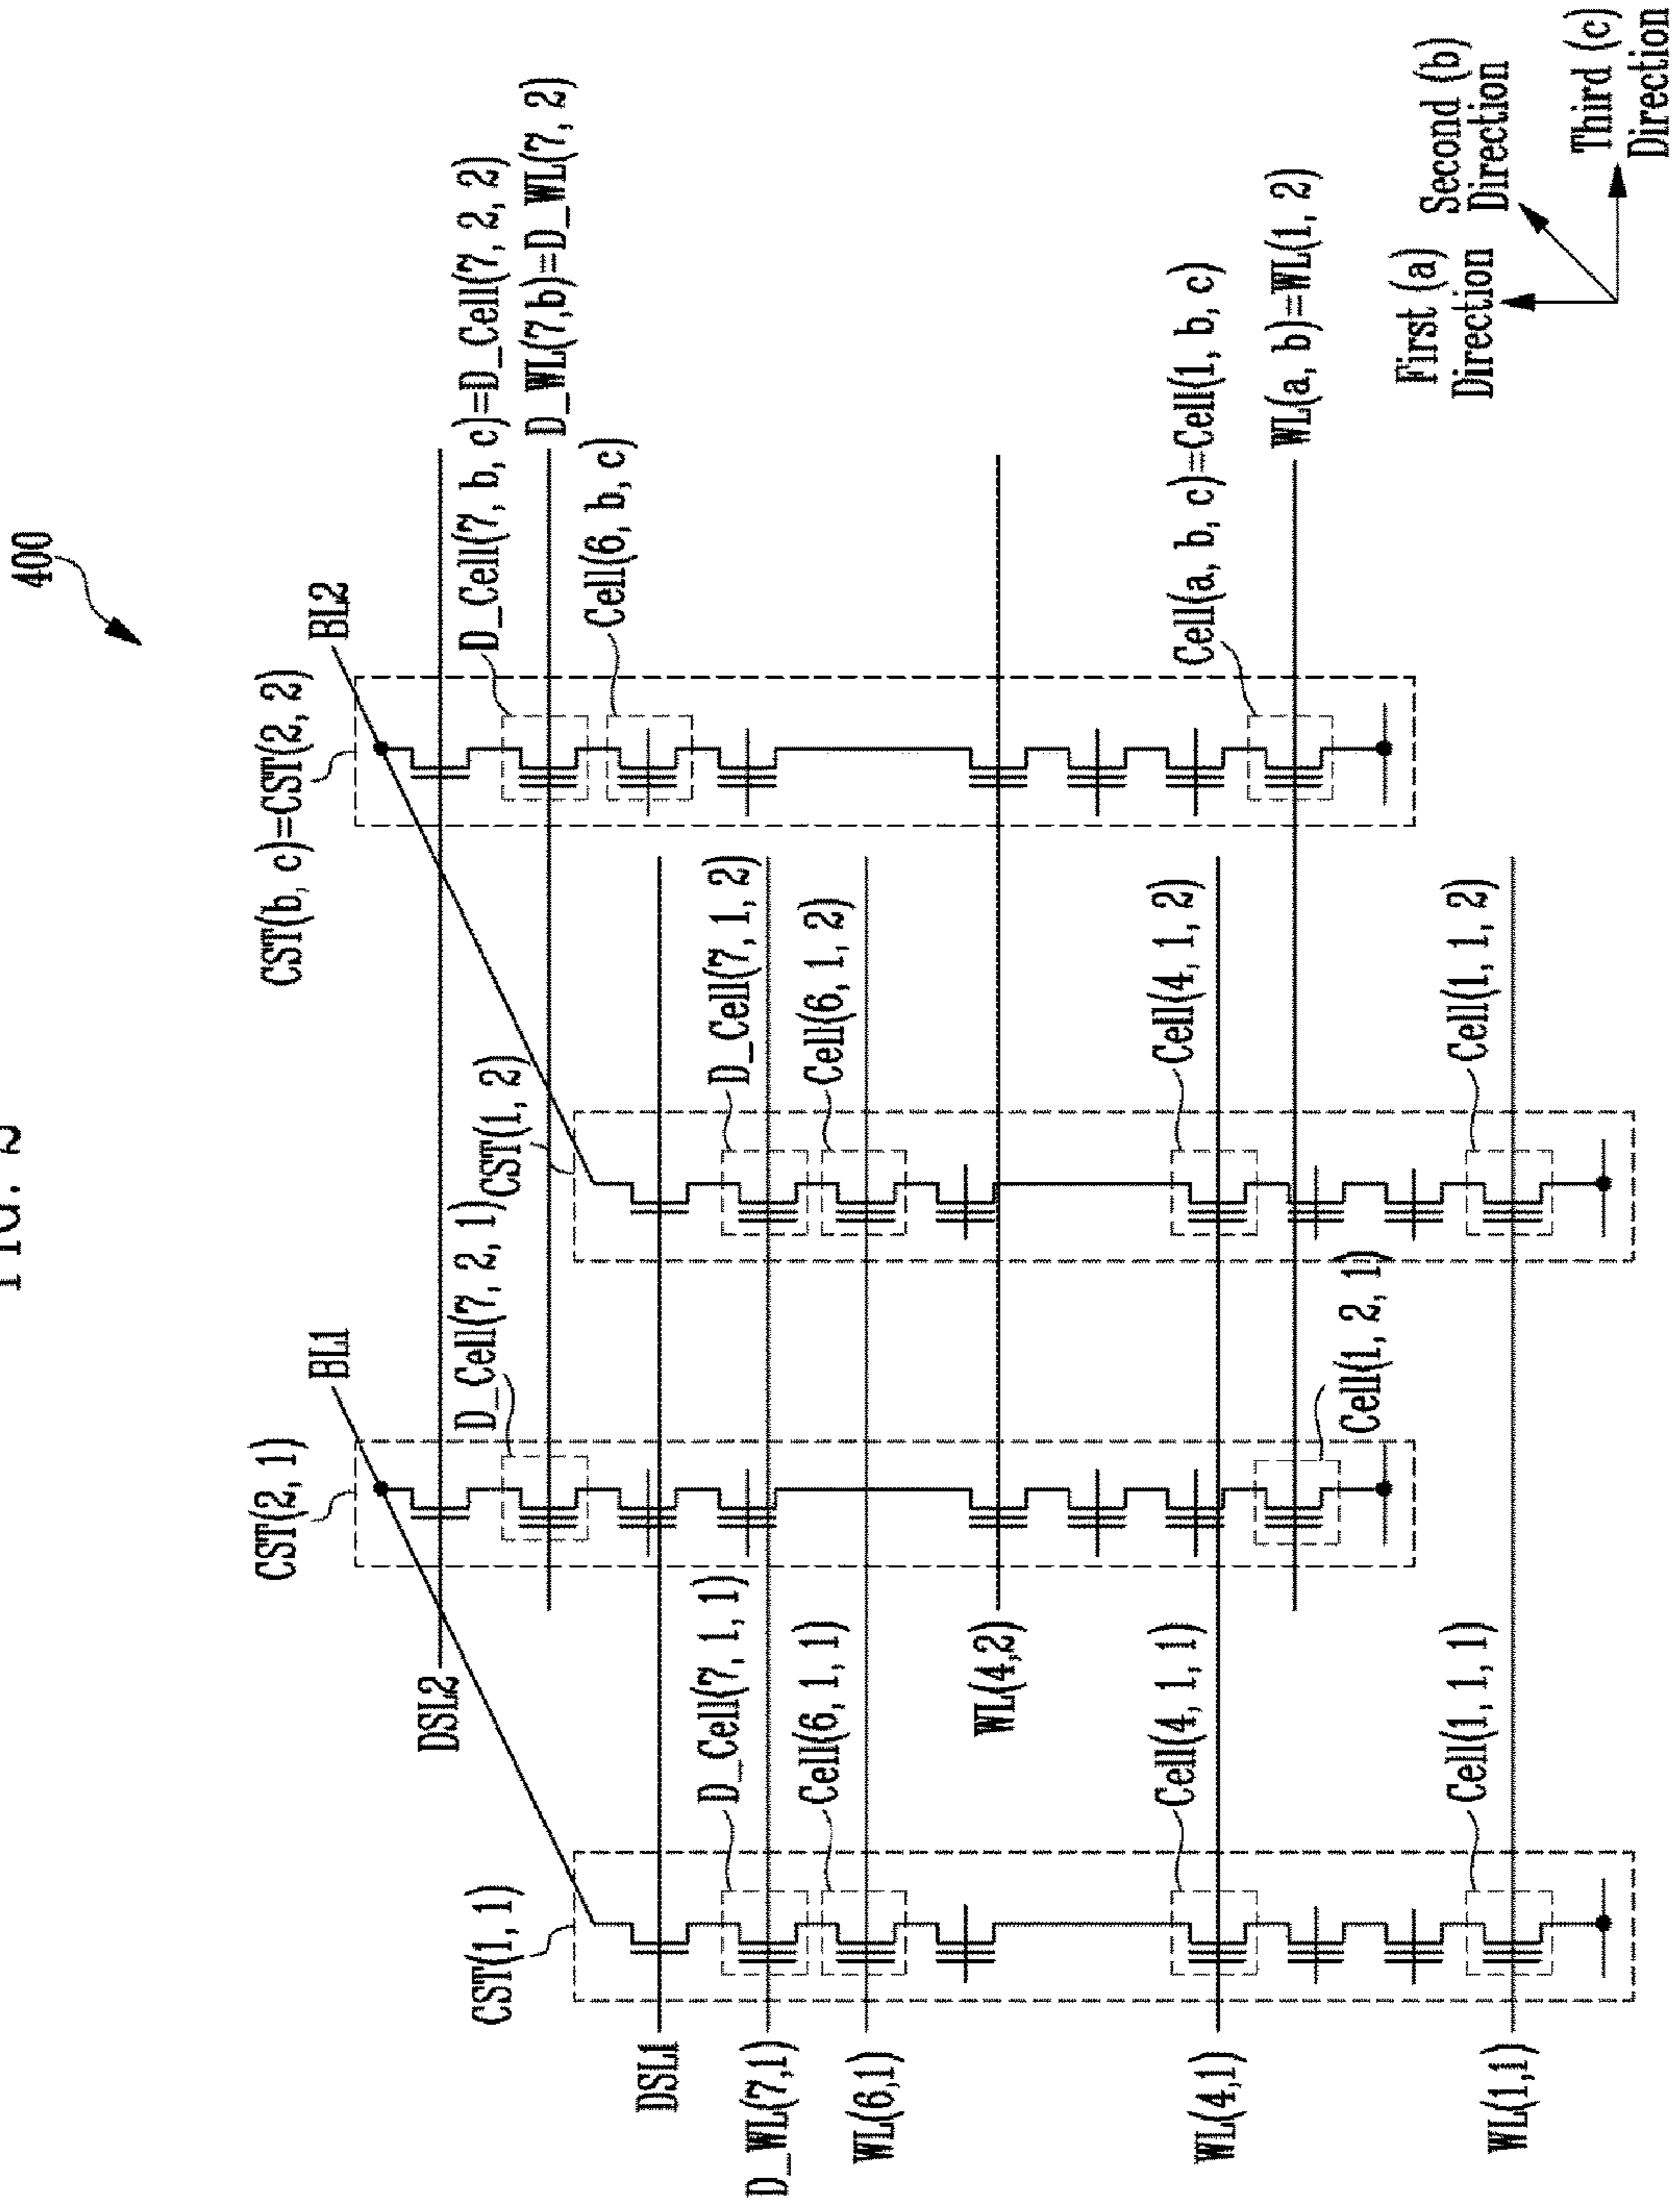 400
CST(b, c)=CST(2, 2)
BL2
D_Cell(7, b, c)=D_Cell(7, 2, 2)
D_WL(7,b)=D_WL(7, 2)
Cell(6, b, c)
Cell(a, b, c)=Cell(1, b, c)
WL(a, b)=WL(1, 2)
CST(1, 2)
D_Cell(7, 1, 2)
Cell(6, 1, 2)
Cell(4, 1, 2)
Cell(1, 1, 2)
CST(2, 1)
BL1
D_Cell(7, 2, 1)
Cell(1, 2, 1)
DSL2
WL(4,2)
CST(1, 1)
D_Cell(7, 1, 1)
Cell(6, 1, 1)
Cell(4, 1, 1)
Cell(1, 1, 1)
DSL1
D_WL(7,1)
WL(6,1)
WL(4,1)
WL(1,1)
First (a)
Direction
Second (b)
Direction
Third (c)
Direction